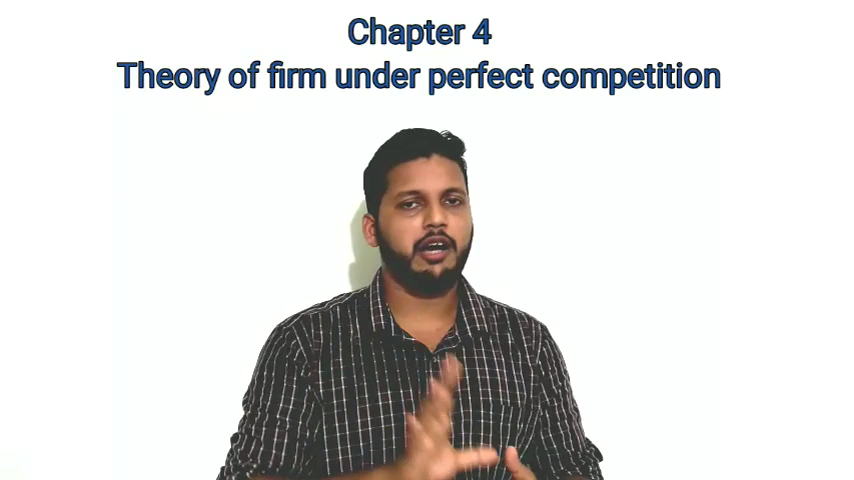 Chapter 4
Theory of firm under perfect competition